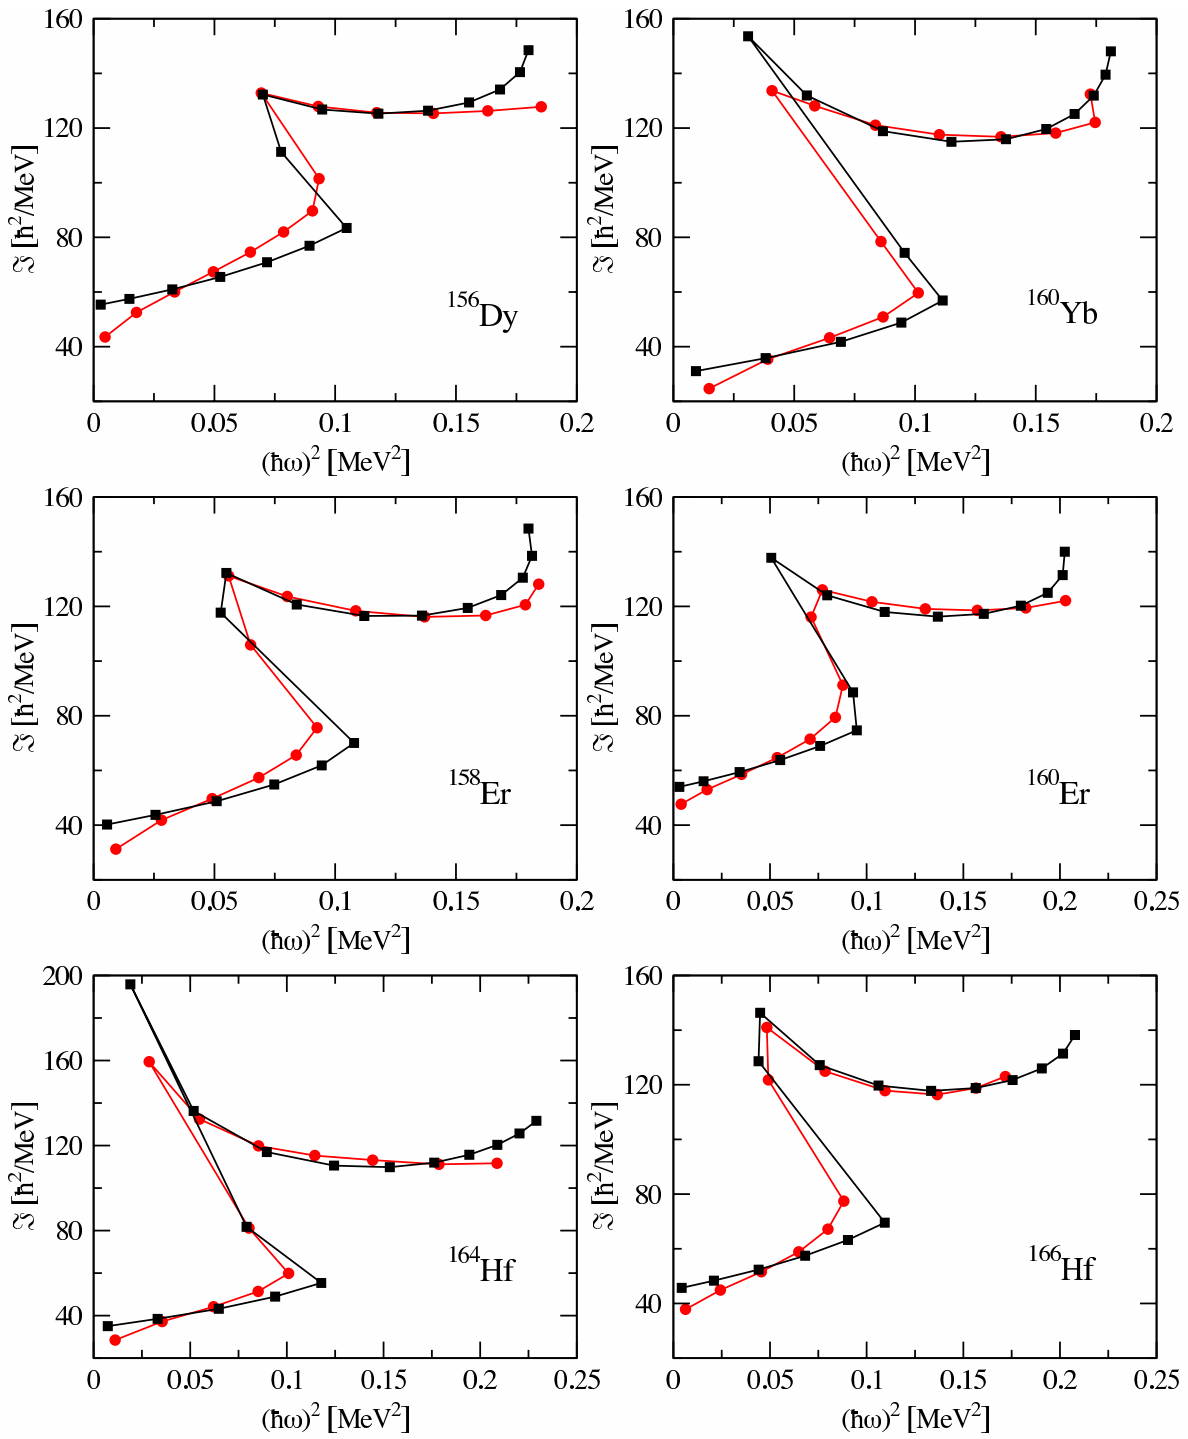 160
120
80
40
ℑ [ħ²/MeV]
¹⁵⁶Dy
0 0.05 0.1 0.15 0.2
(ħω)² [MeV²]
160
120
80
40
ℑ [ħ²/MeV]
¹⁶⁰Yb
0 0.05 0.1 0.15 0.2
(ħω)² [MeV²]
160
120
80
40
ℑ [ħ²/MeV]
¹⁵⁸Er
0 0.05 0.1 0.15 0.2
(ħω)² [MeV²]
160
120
80
40
ℑ [ħ²/MeV]
¹⁶⁰Er
0 0.05 0.1 0.15 0.2 0.25
(ħω)² [MeV²]
200
160
120
80
40
ℑ [ħ²/MeV]
¹⁶⁴Hf
0 0.05 0.1 0.15 0.2 0.25
(ħω)² [MeV²]
160
120
80
40
ℑ [ħ²/MeV]
¹⁶⁶Hf
0 0.05 0.1 0.15 0.2 0.25
(ħω)² [MeV²]